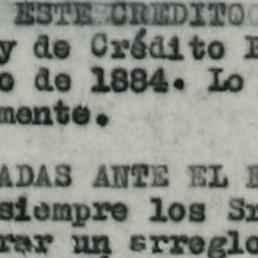 ESTE CREDITO
y de Crédito
o de 1884. Lo
mente.
ADAS ANTE EL
siempre los Sr
rar un arreglo